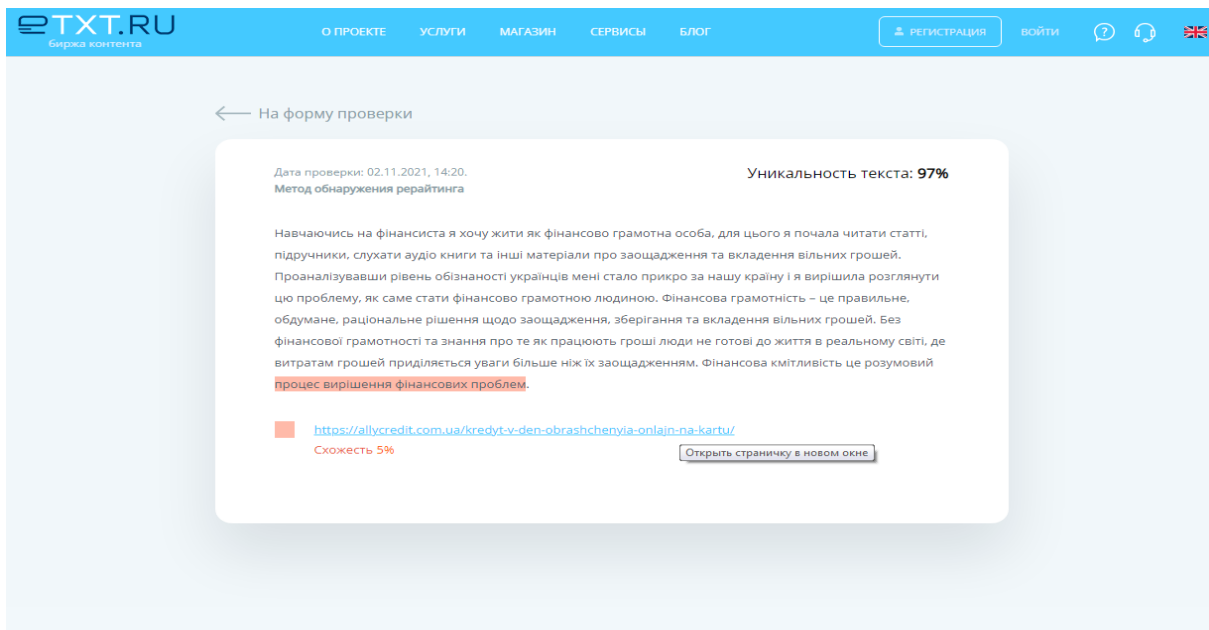 eTXT.RU
биржа контента
О ПРОЕКТЕ УСЛУГИ МАГАЗИН СЕРВИСЫ БЛОГ РЕГИСТРАЦИЯ ВОЙТИ ?
На форму проверки
Дата проверки: 02.11.2021, 14:20.
Уникальность текста: 97%
Метод обнаружения рерайтинга
Навчаючись на фінансиста я хочу жити як фінансово грамотна особа, для цього я почала читати статті,
підручники, слухати аудіо книги та інші матеріали про заощадження та вкладення вільних грошей.
Проаналізувавши рівень обізнаності українців мені стало прикро за нашу країну і я вирішила розглянути
цю проблему, як саме стати фінансово грамотною людиною. Фінансова грамотність – це правильне,
обдумане, раціональне рішення щодо заощадження, зберігання та вкладення вільних грошей. Без
фінансової грамотності та знання про те як працюють гроші люди не готові до життя в реальному світі, де
витратам грошей приділяється уваги більше ніж їх заощадженням. Фінансова кмітливість це розумовий
процес вирішення фінансових проблем.
https://allycredit.com.ua/kredyt-v-den-obrashchenyia-onlajn-na-kartu/
Схожесть 5%
Открыть страничку в новом окне